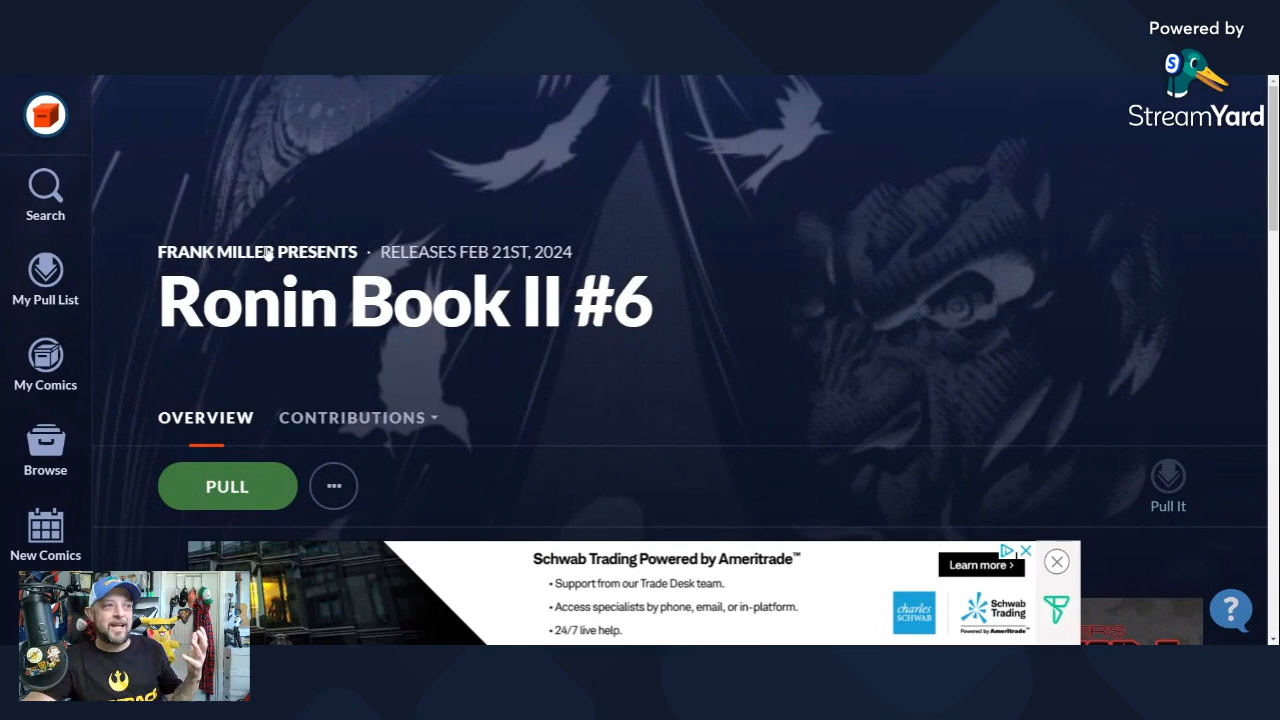 Powered by
StreamYard
Search
My Pull List
My Comics
Browse
New Comics
FRANK MILLER PRESENTS · RELEASES FEB 21ST, 2024
Ronin Book II #6
OVERVIEW CONTRIBUTIONS
PULL
Pull It
Schwab Trading Powered by Ameritrade™
• Support from our Trade Desk team.
• Access specialists by phone, email, or in-platform.
• 24/7 live help.
Learn more ›
charles
SCHWAB
Schwab
Trading
Powered by Ameritrade™
?